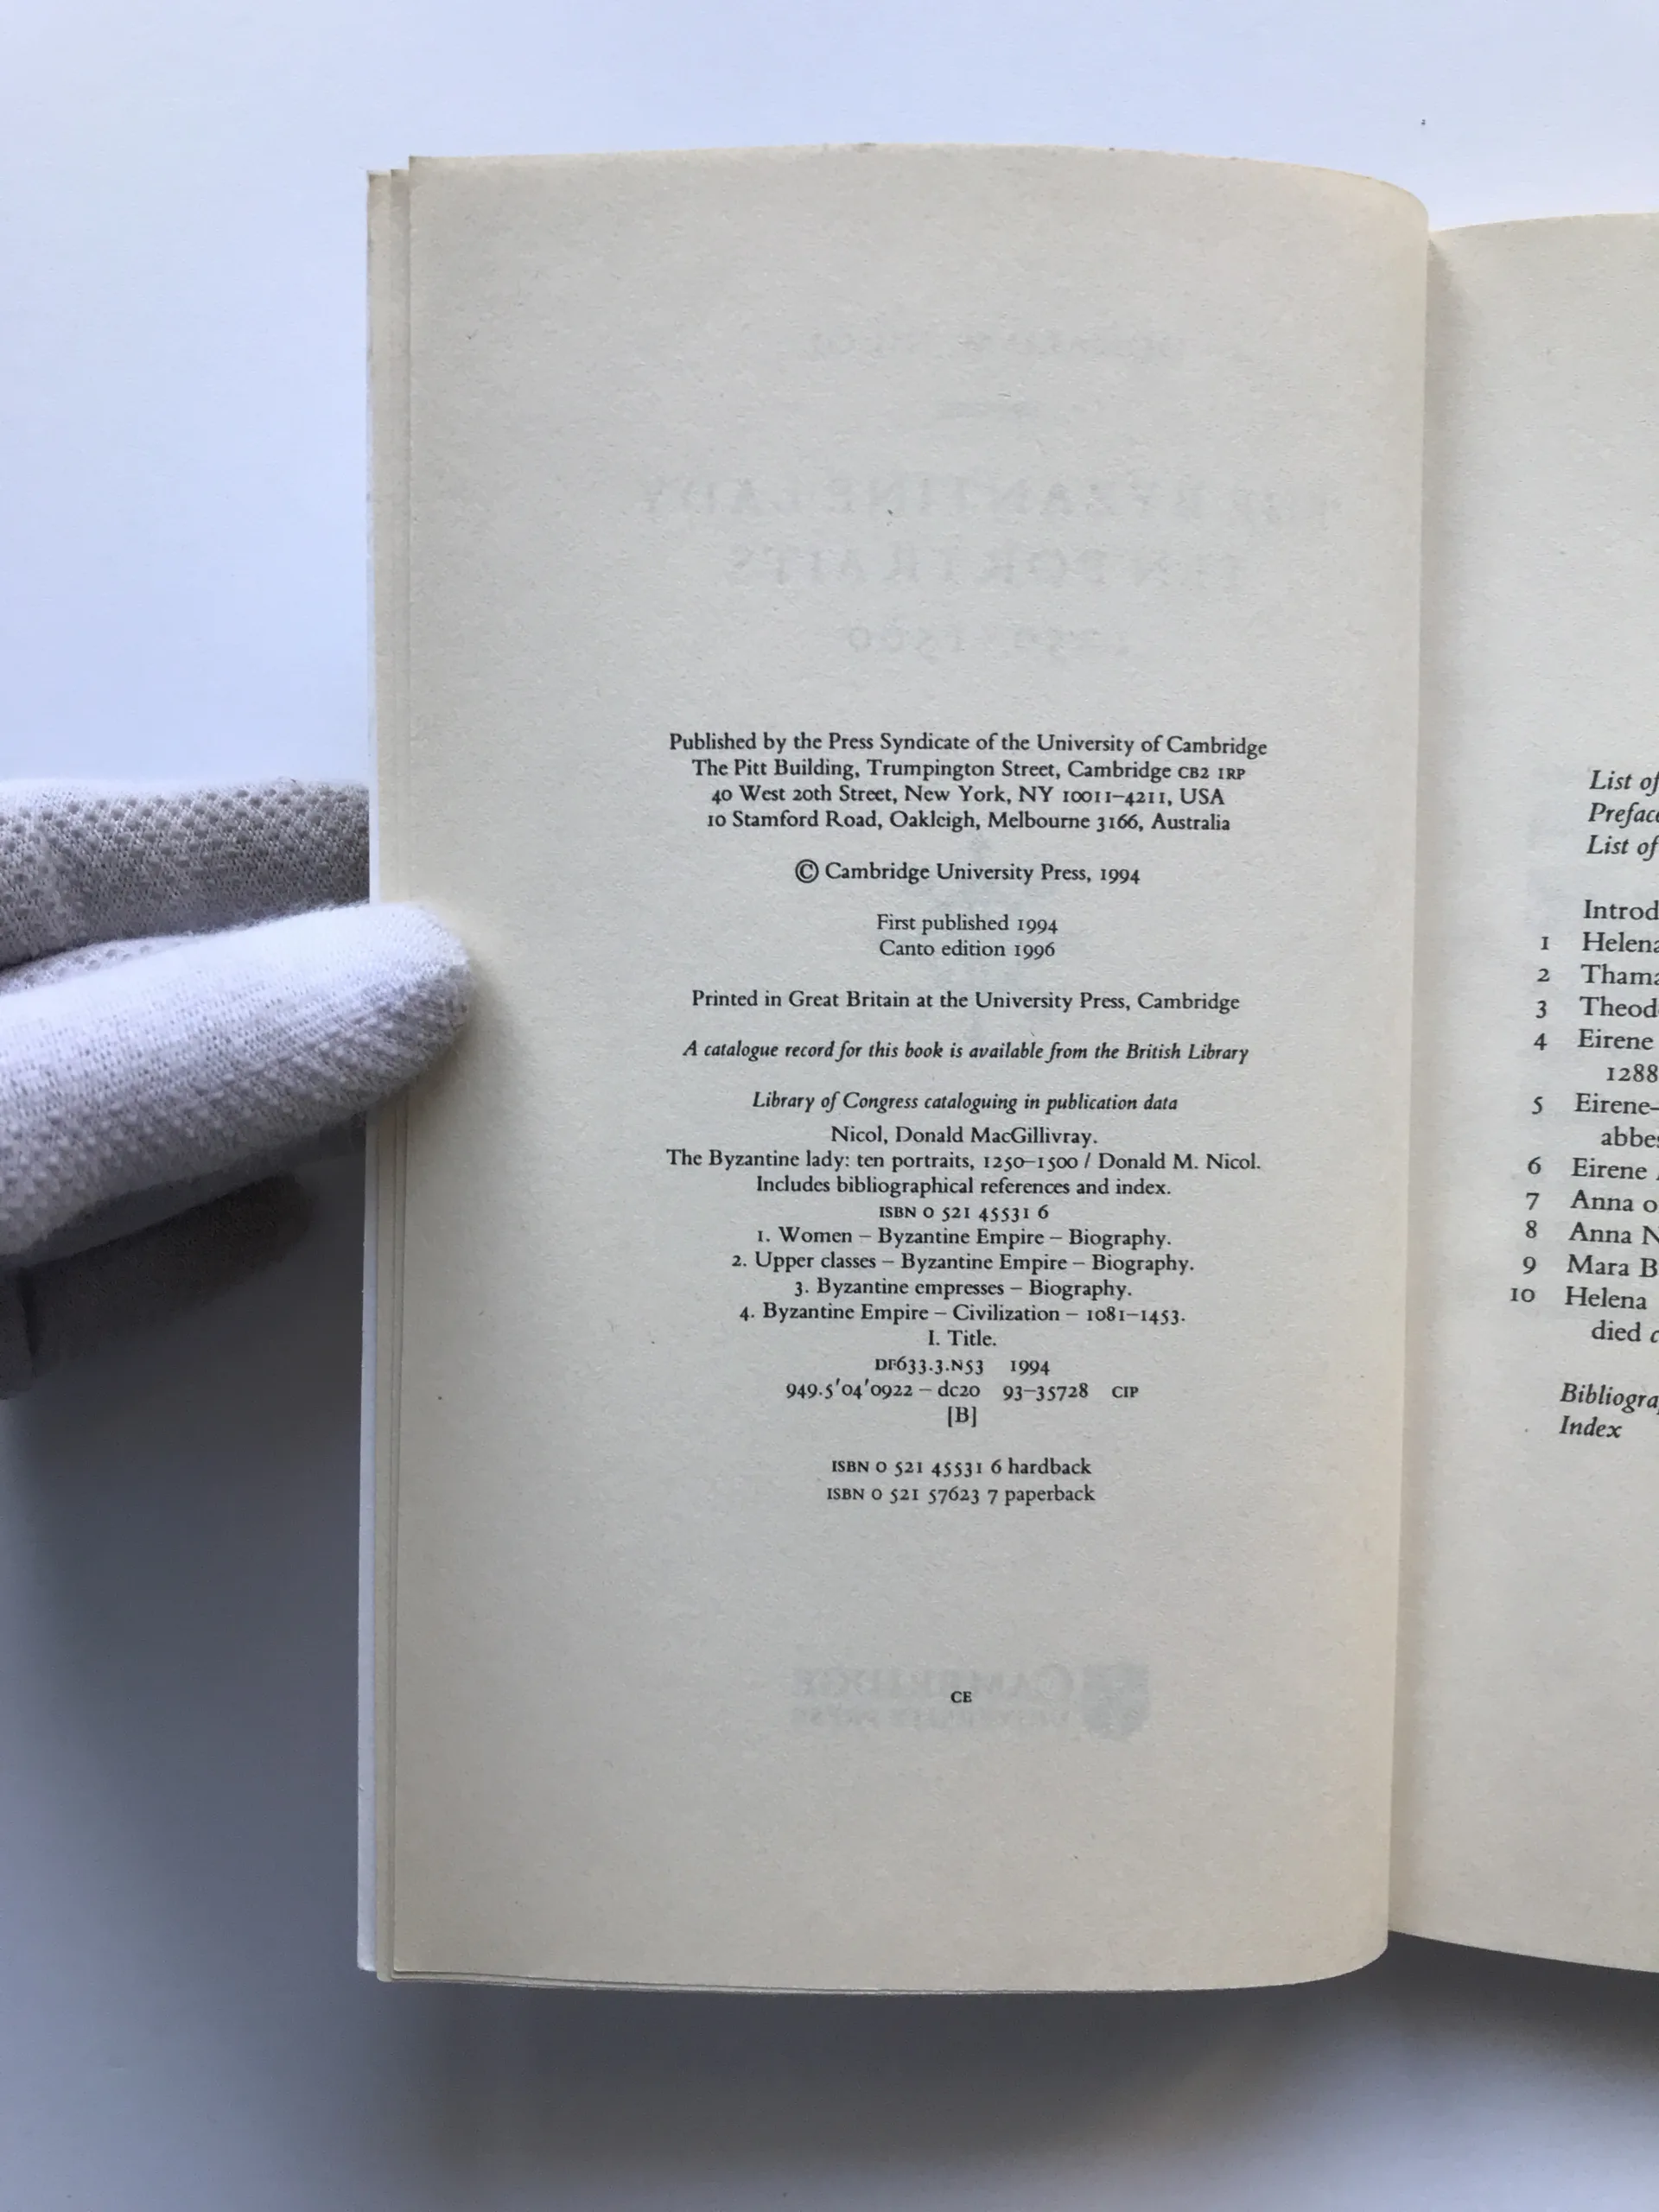 Published by the Press Syndicate of the University of Cambridge
The Pitt Building, Trumpington Street, Cambridge CB2 1RP
40 West 20th Street, New York, NY 10011–4211, USA
10 Stamford Road, Oakleigh, Melbourne 3166, Australia
© Cambridge University Press, 1994
First published 1994
Canto edition 1996
Printed in Great Britain at the University Press, Cambridge
A catalogue record for this book is available from the British Library
Library of Congress cataloguing in publication data
Nicol, Donald MacGillivray.
The Byzantine lady: ten portraits, 1250–1500 / Donald M. Nicol.
Includes bibliographical references and index.
ISBN 0 521 45531 6
1. Women – Byzantine Empire – Biography.
2. Upper classes – Byzantine Empire – Biography.
3. Byzantine empresses – Biography.
4. Byzantine Empire – Civilization – 1081–1453.
I. Title.
DF633.3.N53 1994
949.5'04'0922 – dc20 93–35728 CIP
[B]
ISBN 0 521 45531 6 hardback
ISBN 0 521 57623 7 paperback
CE
List of
Preface
List of
Introd
1 Helena
2 Thama
3 Theod
4 Eirene
1288
5 Eirene–
abbes
6 Eirene
7 Anna o
8 Anna N
9 Mara B
10 Helena
died c
Bibliogra
Index